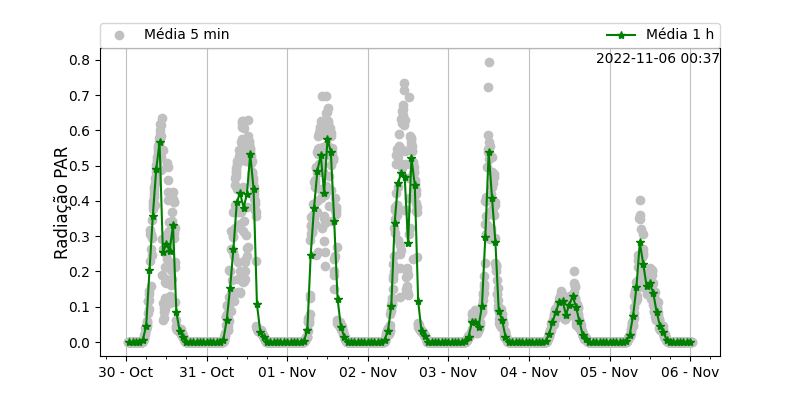 Média 5 min
Média 1 h
2022-11-06 00:37
Radiação PAR
0.8
0.7
0.6
0.5
0.4
0.3
0.2
0.1
0.0
30 - Oct
31 - Oct
01 - Nov
02 - Nov
03 - Nov
04 - Nov
05 - Nov
06 - Nov